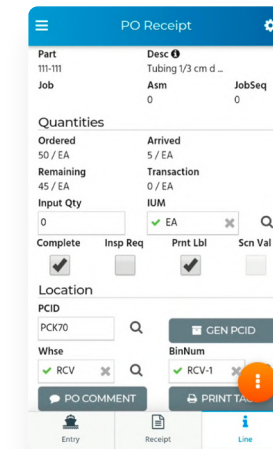 PO Receipt
Part Desc
111-111 Tubing 1/3 cm d ...
Job Asm JobSeq
0 0
Quantities
Ordered Arrived
50 / EA 5 / EA
Remaining Transaction
45 / EA 0 / EA
Input Qty IUM
0 EA
Complete Insp Req Prnt Lbl Scn Val
Location
PCID
PCK70 GEN PCID
Whse BinNum
RCV RCV-1
PO COMMENT PRINT TA
Entry Receipt Line